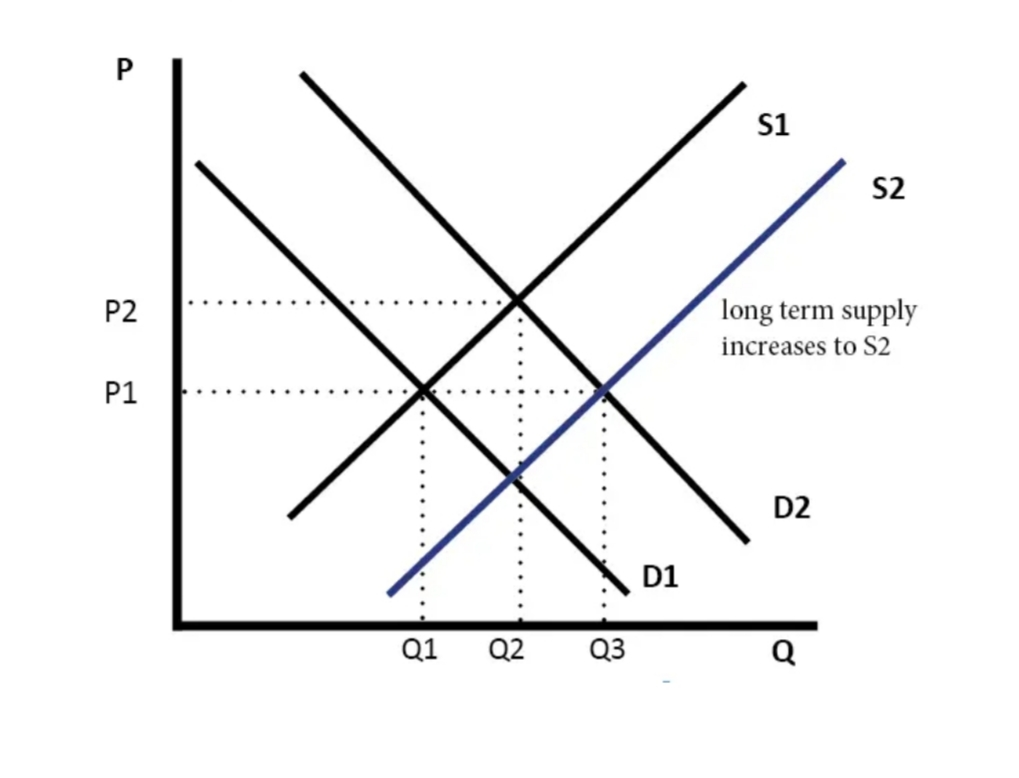 P
S1
S2
P2
long term supply
increases to S2
P1
D2
D1
Q1 Q2 Q3 Q